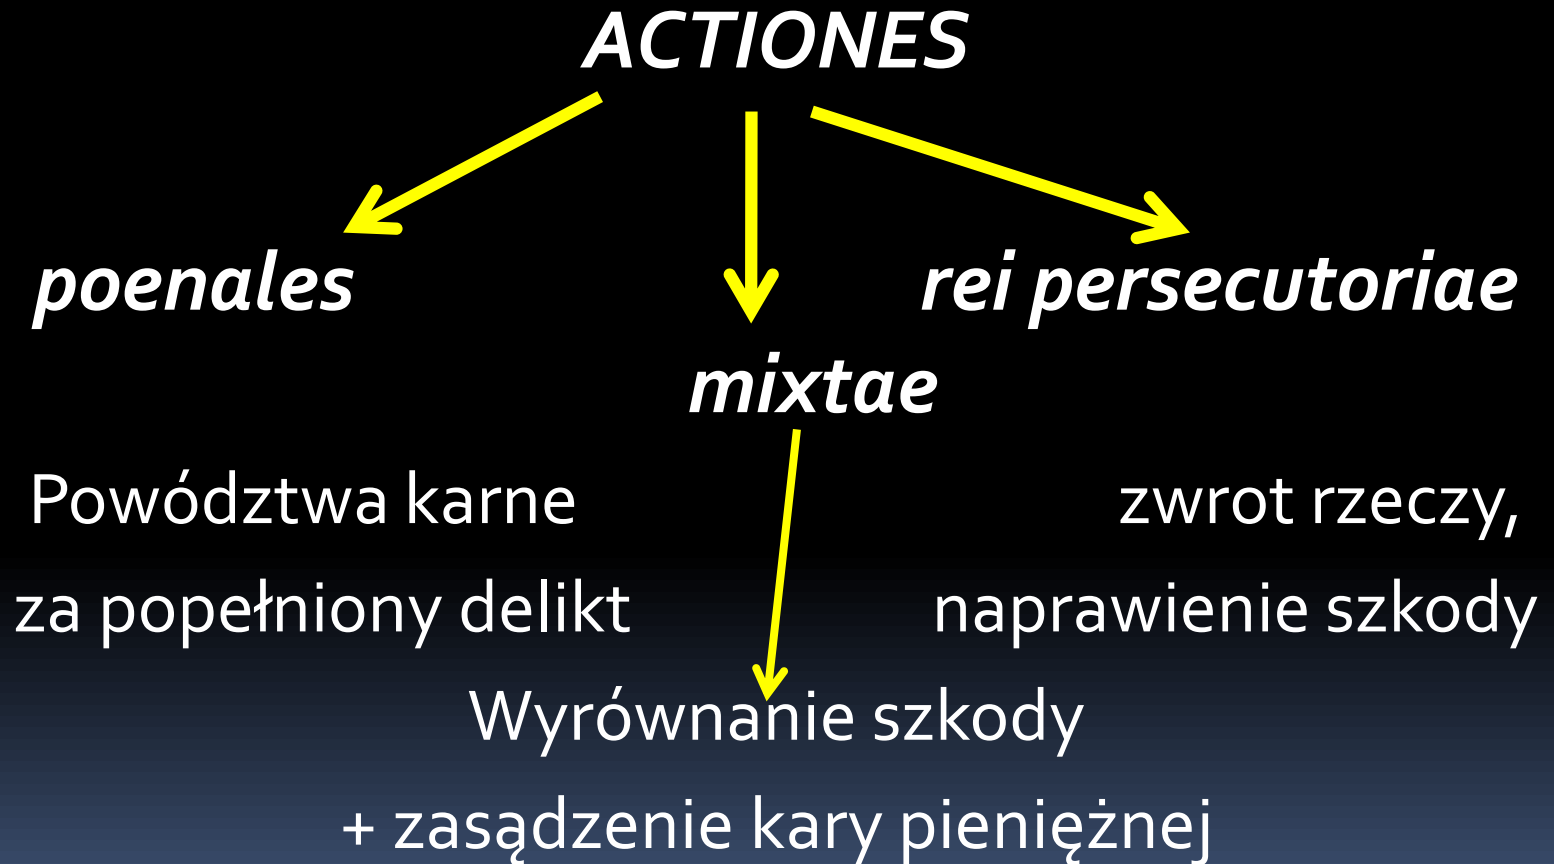 ACTIONES
poenales
rei persecutoriae
mixtae
Powództwa karne
zwrot rzeczy,
za popełniony delikt
naprawienie szkody
Wyrównanie szkody
+ zasądzenie kary pieniężnej